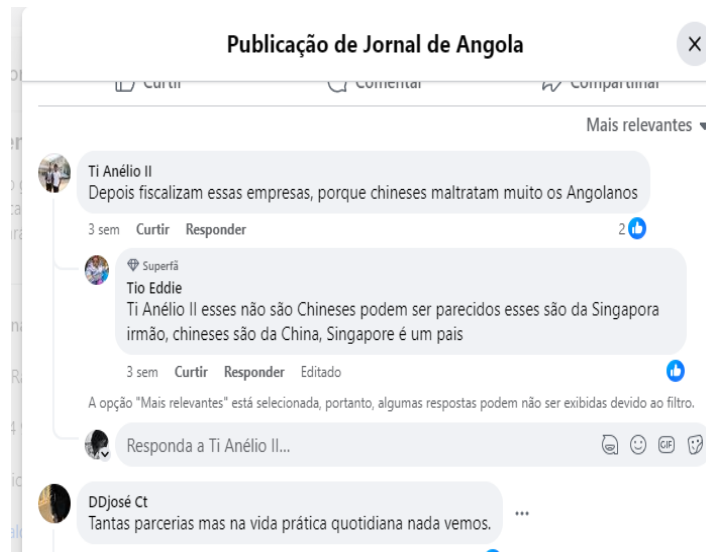 Publicação de Jornal de Angola
Curtir Comentar Compartilhar
Mais relevantes
Ti Anélio II
Depois fiscalizam essas empresas, porque chineses maltratam muito os Angolanos
3 sem Curtir Responder 2
Superfã
Tio Eddie
Ti Anélio II esses não são Chineses podem ser parecidos esses são da Singapora
irmão, chineses são da China, Singapore é um pais
3 sem Curtir Responder Editado
A opção "Mais relevantes" está selecionada, portanto, algumas respostas podem não ser exibidas devido ao filtro.
Responda a Ti Anélio II...
GIF
DDjosé Ct
Tantas parcerias mas na vida prática quotidiana nada vemos.